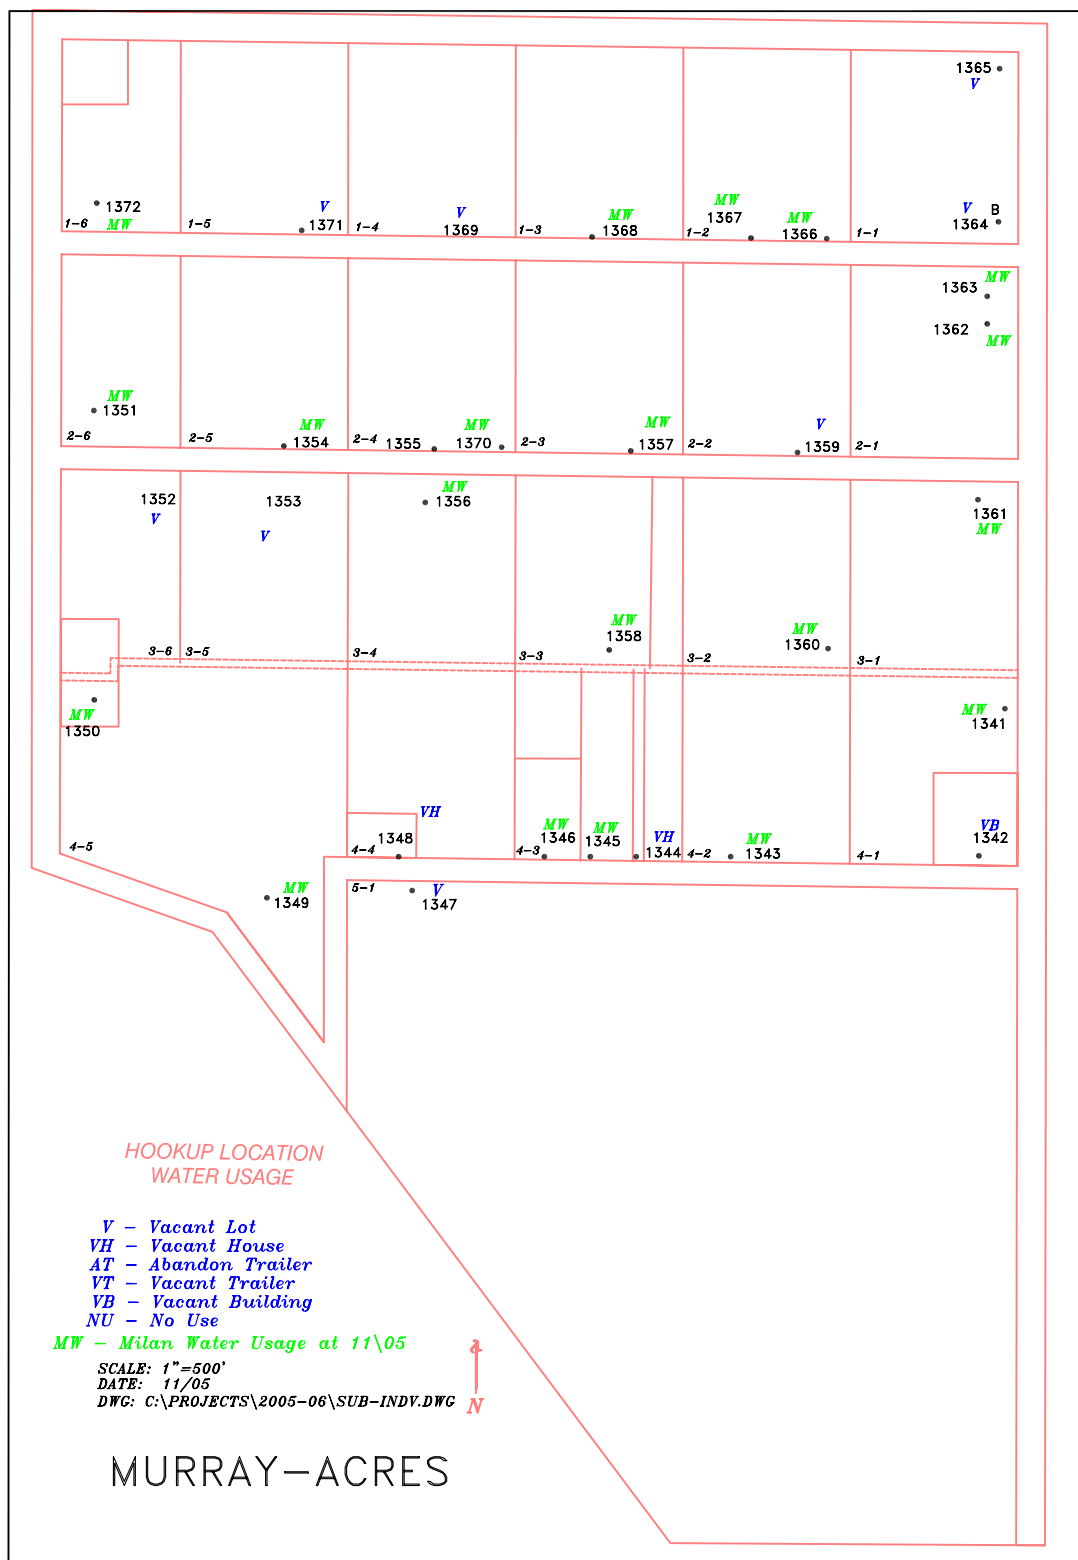 1365
V
1372
MW
1-6
1-5
V
1371
1-4
V
1369
1-3
MW
1368
MW
1367
1-2
MW
1366
1-1
V B
1364
MW
1363
1362
MW
MW
1351
2-6
2-5
MW
1354
2-4
1355
MW
1370
2-3
MW
1357
2-2
V
1359
2-1
1352
V
1353
V
MW
1356
1361
MW
3-6
3-5
3-4
3-3
MW
1358
3-2
MW
1360
3-1
MW
1350
MW
1341
VH
1348
4-5
4-4
4-3
MW
1346
MW
1345
VH
1344
4-2
MW
1343
4-1
VB
1342
MW
1349
5-1
V
1347
HOOKUP LOCATION
WATER USAGE
V - Vacant Lot
VH - Vacant House
AT - Abandon Trailer
VT - Vacant Trailer
VB - Vacant Building
NU - No Use
MW - Milan Water Usage at 11\05
SCALE: 1"=500'
DATE: 11/05
DWG: C:\PROJECTS\2005-06\SUB-INDV.DWG
N
MURRAY-ACRES